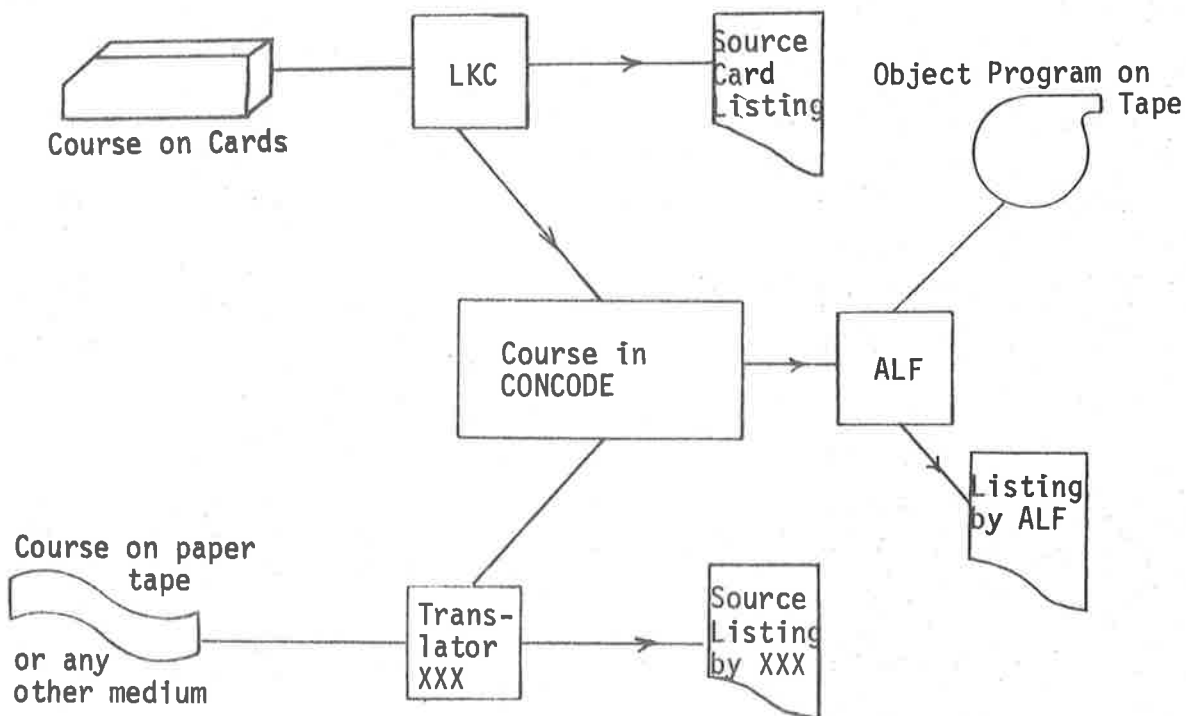 Course on Cards
LKC
Source
Card
Listing
Object Program on
Tape
Course in
CONCODE
ALF
Listing
by ALF
Course on paper
tape
or any
other medium
Trans-
lator
XXX
Source
Listing
by XXX